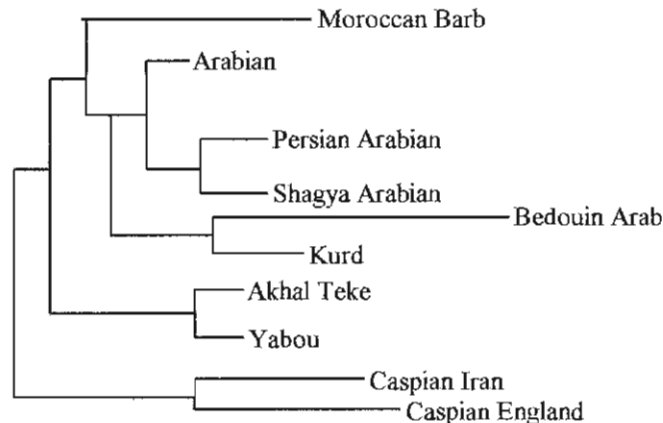 Moroccan Barb
Arabian
Persian Arabian
Shagya Arabian
Bedouin Arab
Kurd
Akhal Teke
Yabou
Caspian Iran
Caspian England